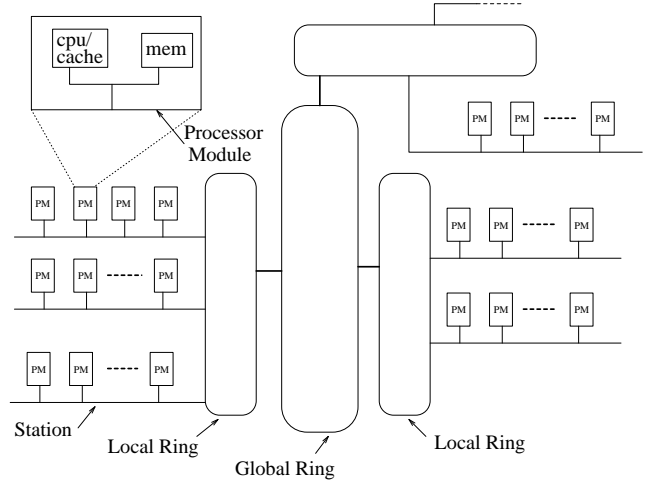 cpu/
cache
mem
Processor
Module
PM PM PM
PM PM PM PM
PM PM PM
PM PM PM
PM PM PM
PM PM PM
Station
Local Ring
Global Ring
Local Ring